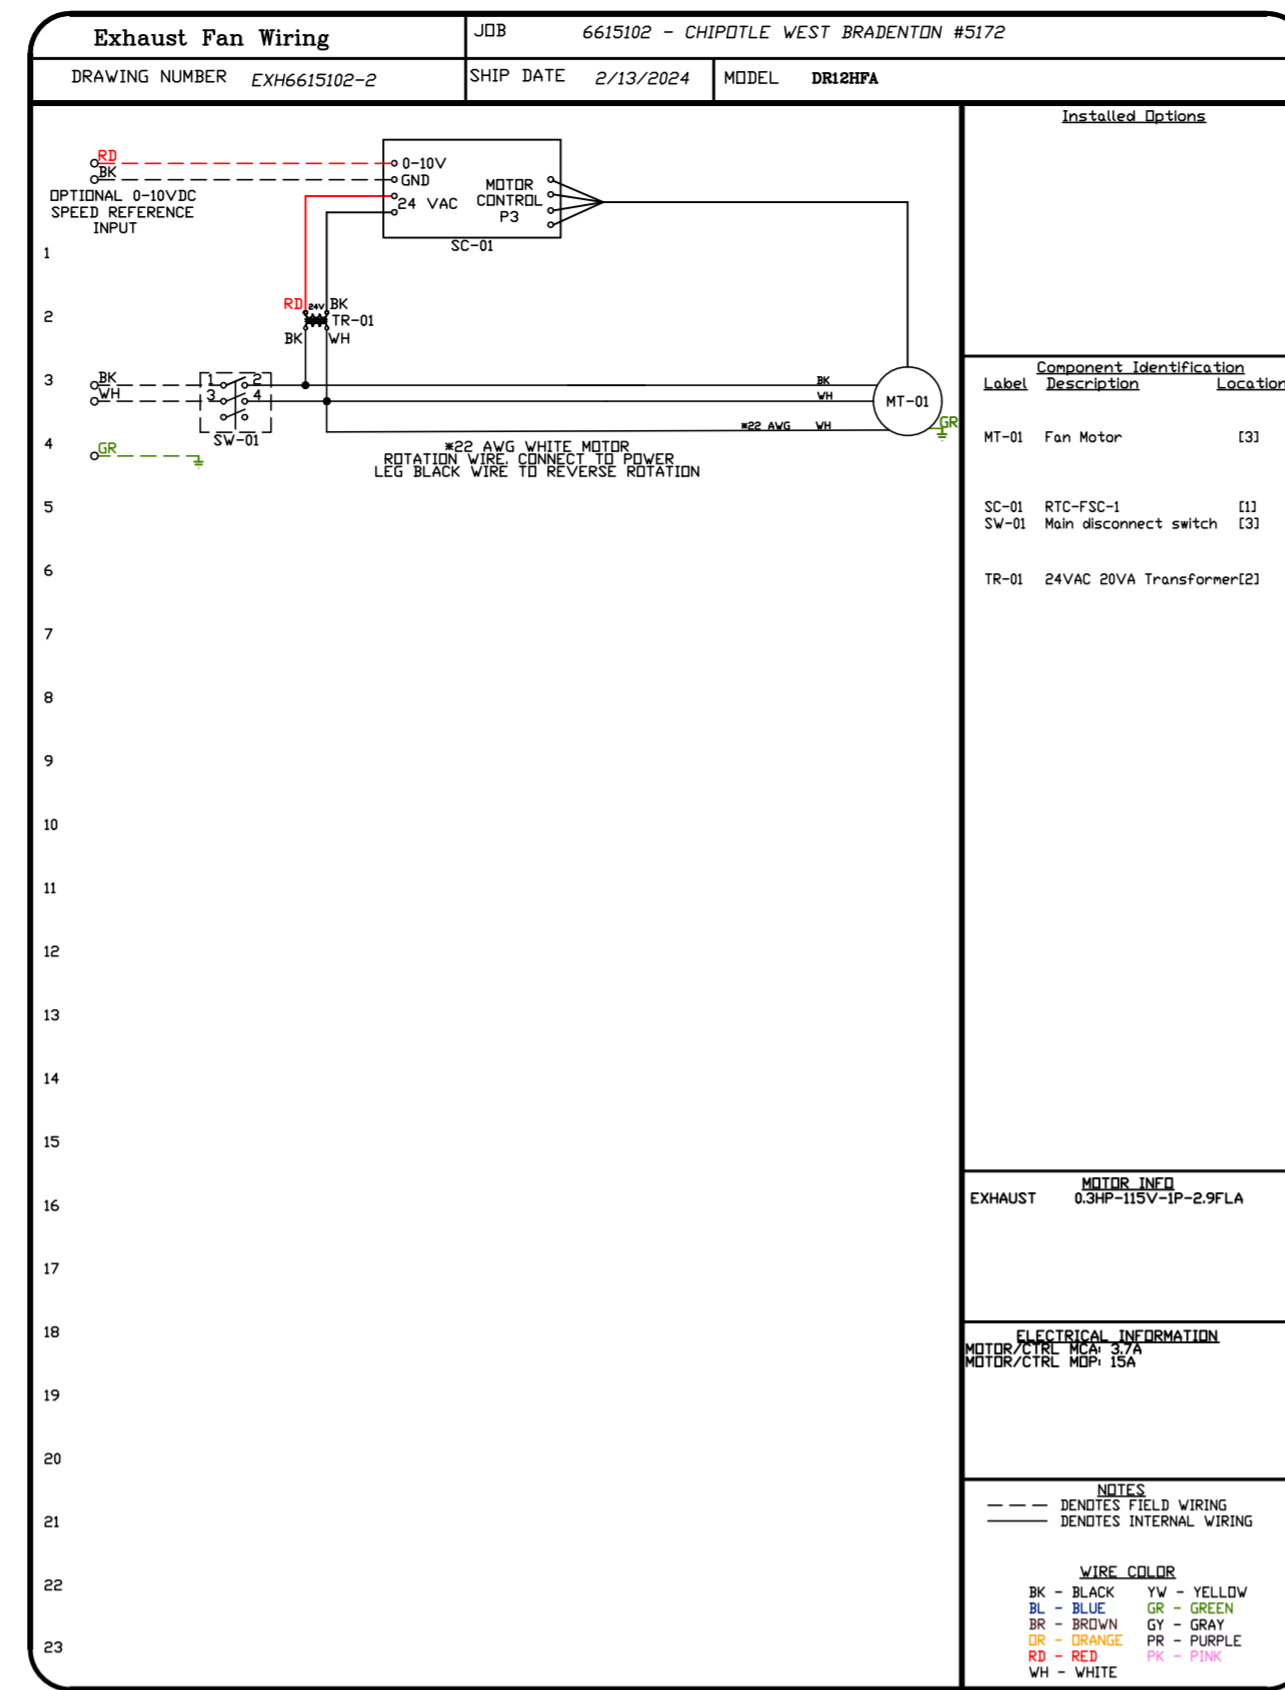 Exhaust Fan Wiring
JOB 6615102 - CHIPOTLE WEST BRADENTON #5172
DRAWING NUMBER EXH6615102-2
SHIP DATE 2/13/2024
MODEL DR12HFA
RD
BK
OPTIONAL 0-10VDC
SPEED REFERENCE
INPUT
0-10V
GND
24 VAC
MOTOR
CONTROL
P3
SC-01
RD 24V BK
TR-01
BK WH
BK
WH
1 2
3 4
SW-01
GR
BK
WH
*22 AWG WH
MT-01
GR
*22 AWG WHITE MOTOR
ROTATION WIRE. CONNECT TO POWER
LEG BLACK WIRE TO REVERSE ROTATION
1
2
3
4
5
6
7
8
9
10
11
12
13
14
15
16
17
18
19
20
21
22
23
Installed Options
Component Identification
Label Description Location
MT-01 Fan Motor [3]
SC-01 RTC-FSC-1 [1]
SW-01 Main disconnect switch [3]
TR-01 24VAC 20VA Transformer[2]
MOTOR INFO
EXHAUST 0.3HP-115V-1P-2.9FLA
ELECTRICAL INFORMATION
MOTOR/CTRL MCA: 3.7A
MOTOR/CTRL MOP: 15A
NOTES
— — — DENOTES FIELD WIRING
——— DENOTES INTERNAL WIRING
WIRE COLOR
BK - BLACK YW - YELLOW
BL - BLUE GR - GREEN
BR - BROWN GY - GRAY
OR - ORANGE PR - PURPLE
RD - RED PK - PINK
WH - WHITE